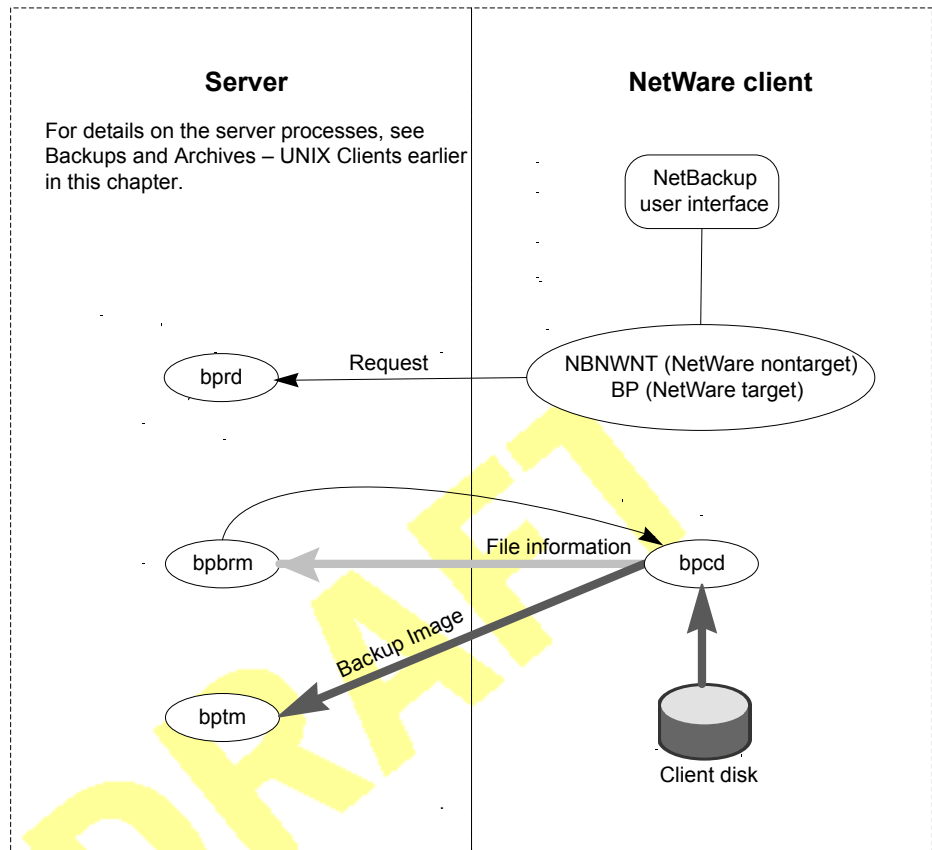 Server
NetWare client
For details on the server processes, see
Backups and Archives – UNIX Clients earlier
in this chapter.
NetBackup
user interface
NBNWNT (NetWare nontarget)
BP (NetWare target)
Request
bprd
File information
bpbrm
bpcd
Backup Image
bptm
Client disk
DRAFT